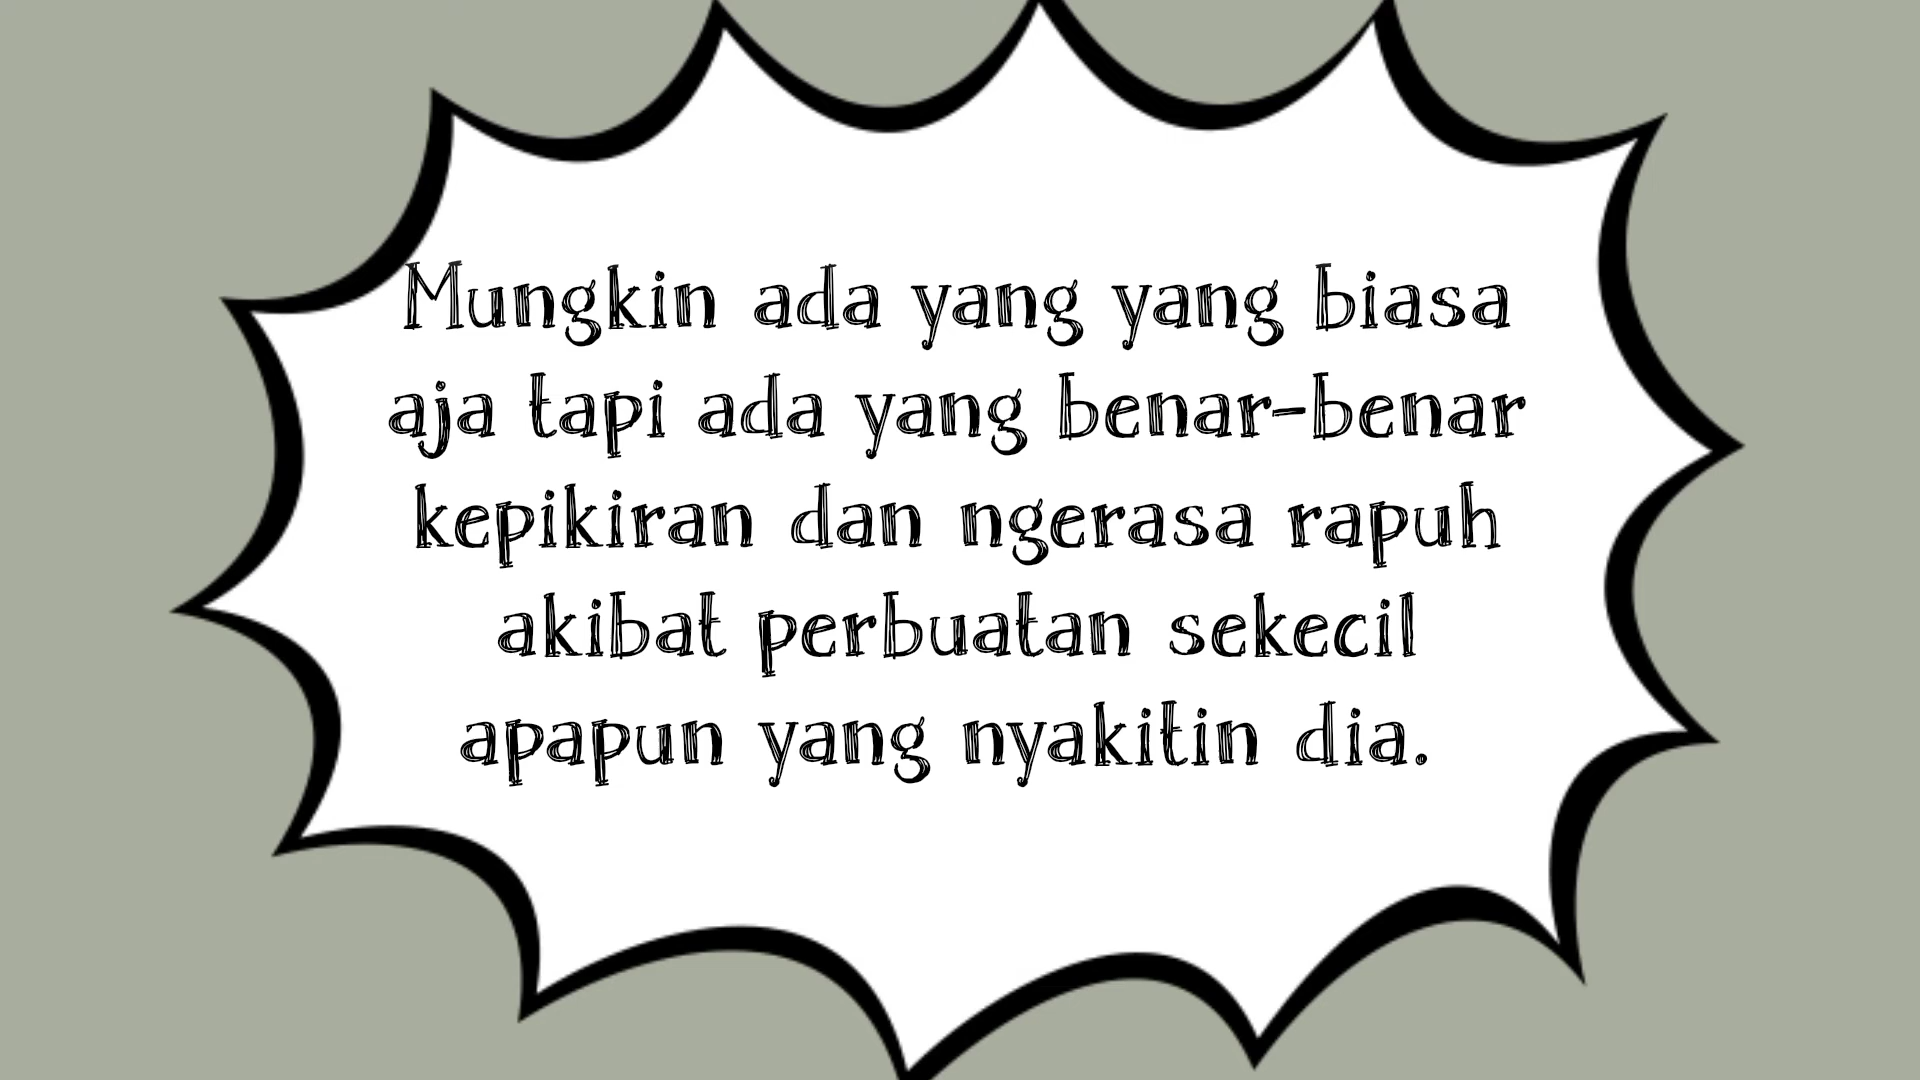 Mungkin ada yang yang biasa
aja tapi ada yang benar-benar
kepikiran dan ngerasa rapuh
akibat perbuatan sekecil
apapun yang nyakitin dia.